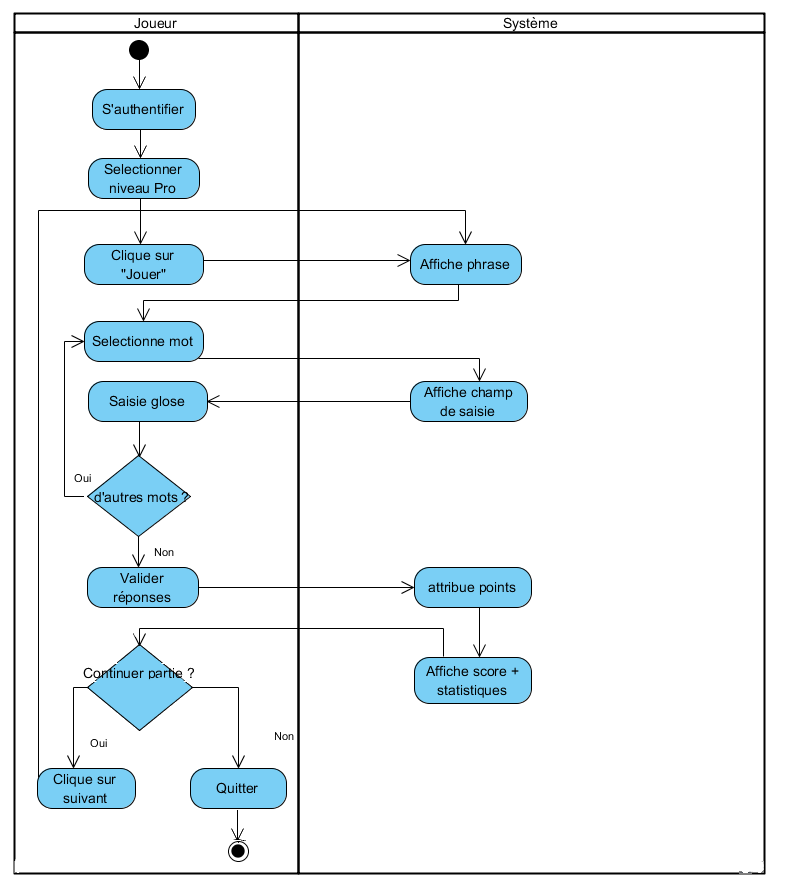 Joueur
Système
S'authentifier
Selectionner
niveau Pro
Clique sur
"Jouer"
Affiche phrase
Selectionne mot
Affiche champ
de saisie
Saisie glose
Oui
d'autres mots ?
Non
Valider
réponses
attribue points
Continuer partie ?
Affiche score +
statistiques
Oui
Non
Clique sur
suivant
Quitter